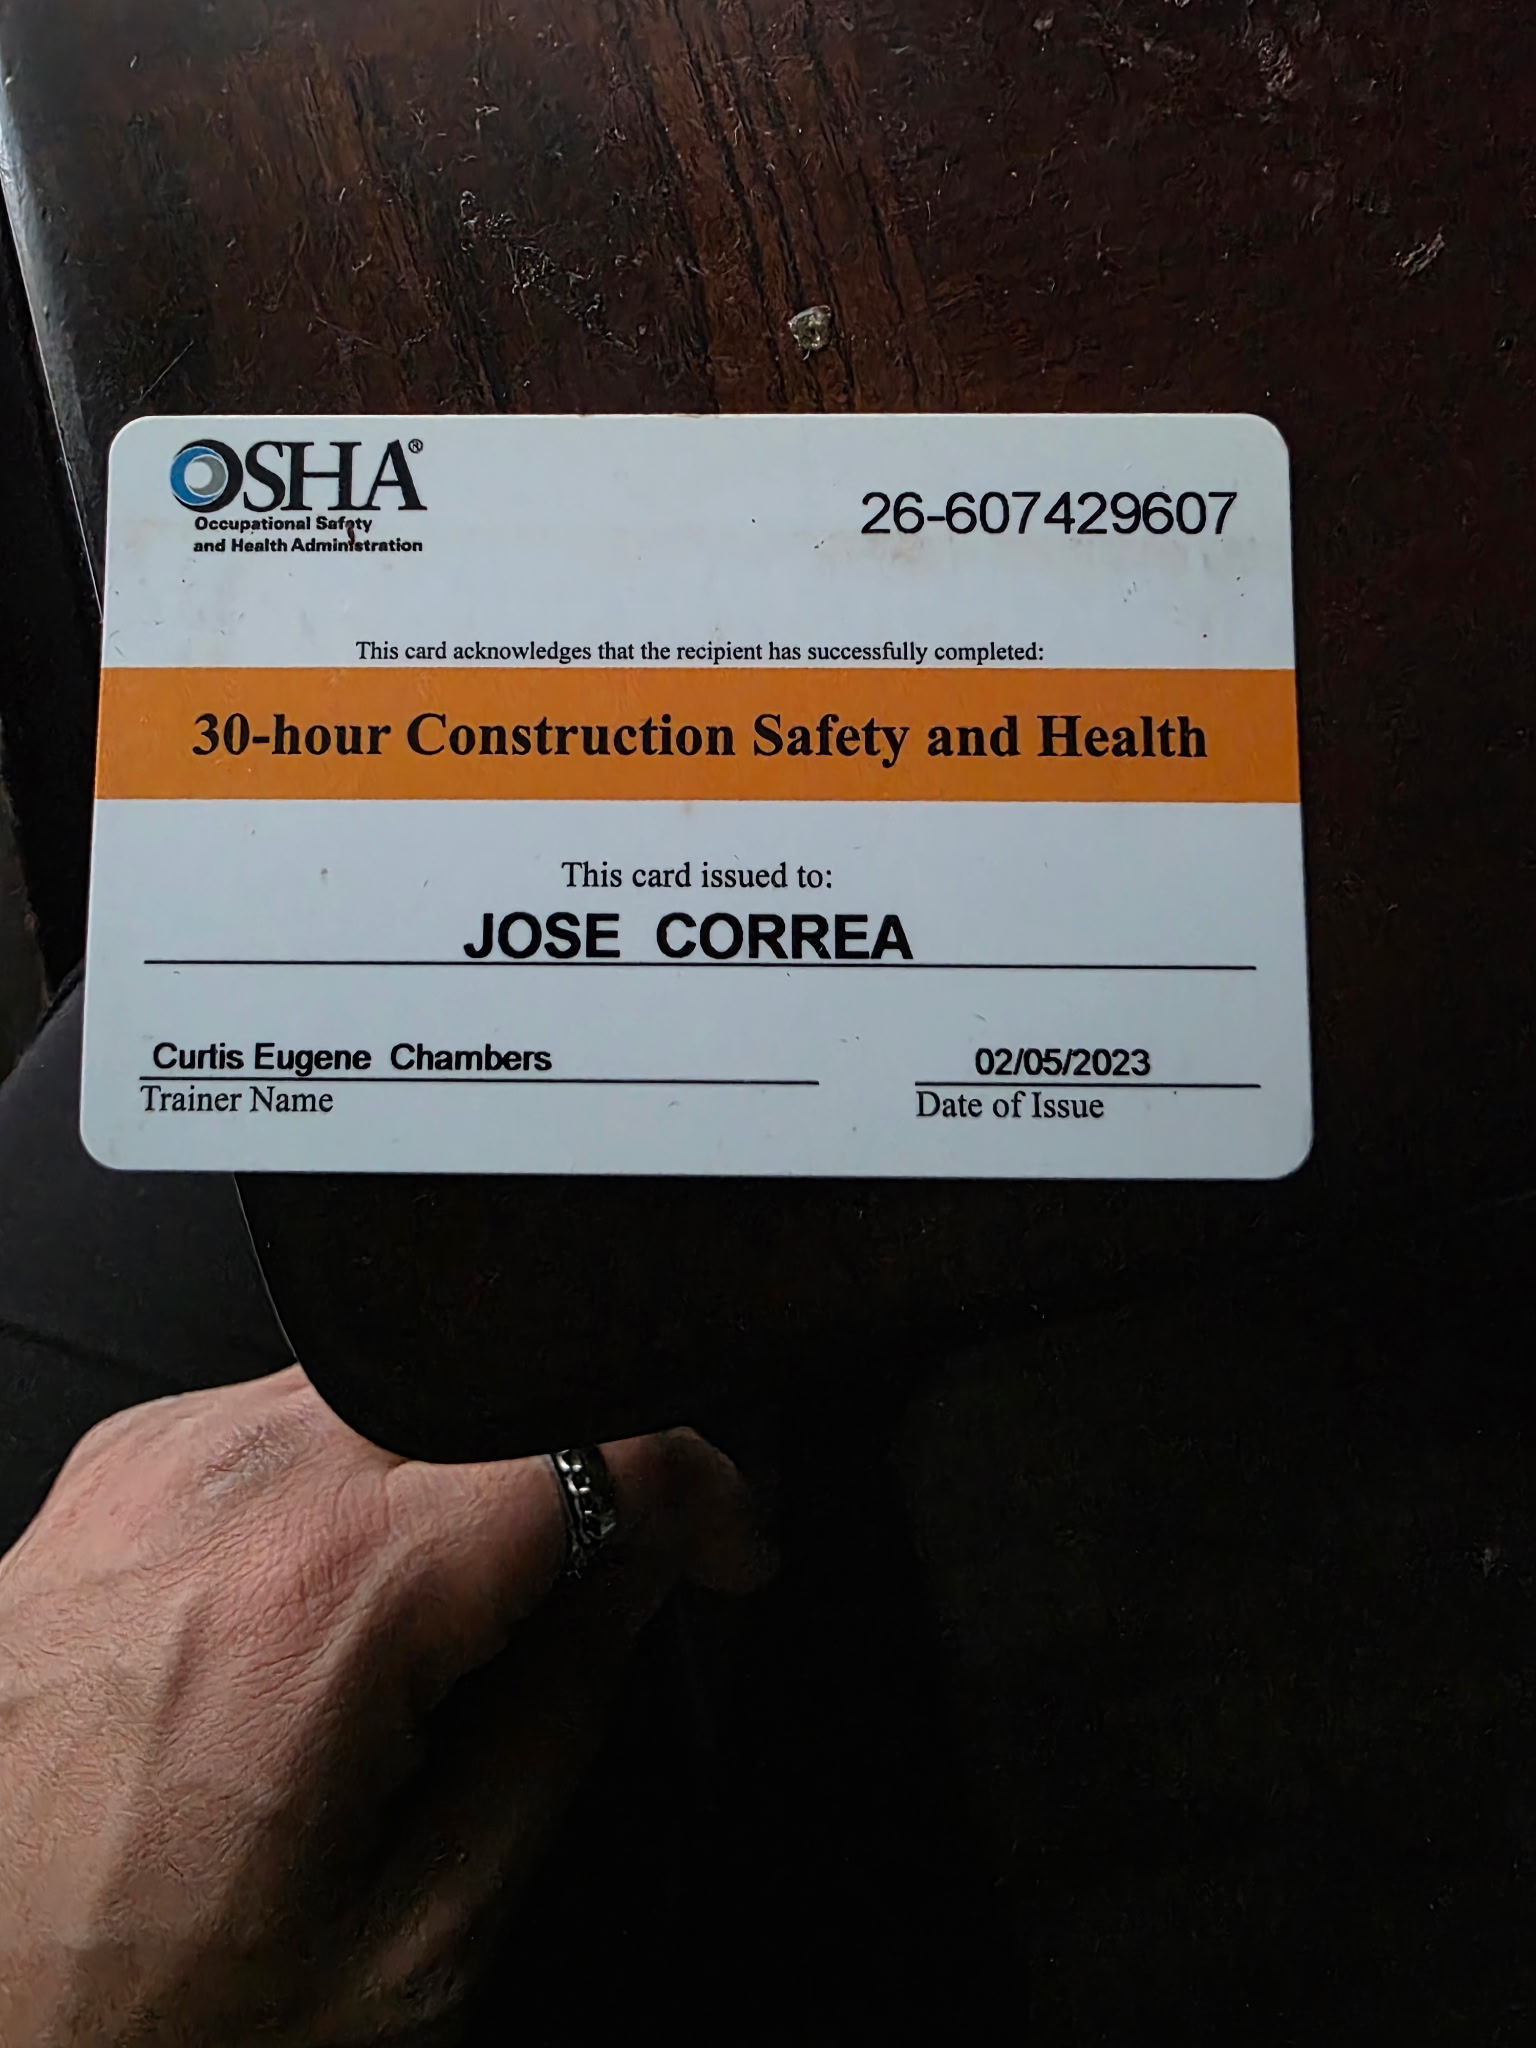 OSHA®
Occupational Safety
and Health Administration
26-607429607
This card acknowledges that the recipient has successfully completed:
30-hour Construction Safety and Health
This card issued to:
JOSE CORREA
Curtis Eugene Chambers
Trainer Name
02/05/2023
Date of Issue